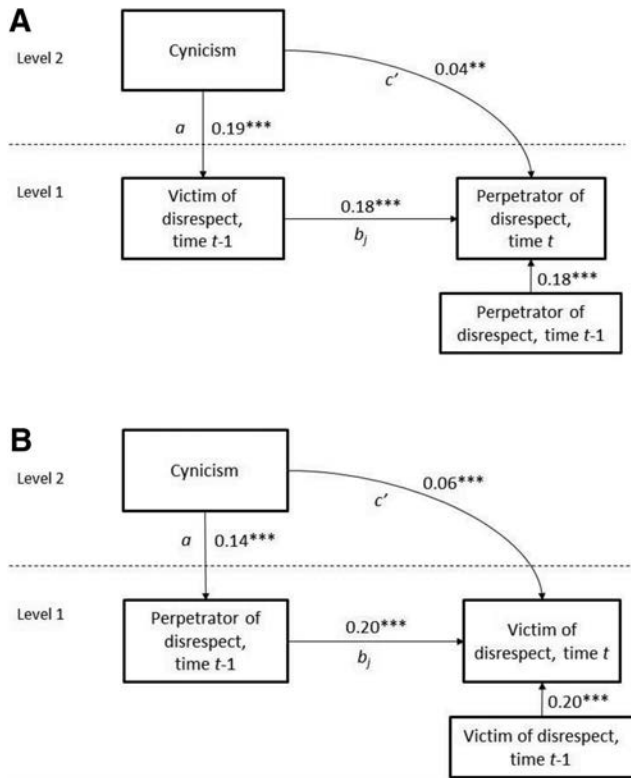 A
Level 2
Cynicism
0.04**
c'
a
0.19***
Level 1
Victim of
disrespect,
time t-1
0.18***
b_j
Perpetrator of
disrespect,
time t
0.18***
Perpetrator of
disrespect, time t-1
B
Level 2
Cynicism
0.06***
c'
a
0.14***
Level 1
Perpetrator of
disrespect,
time t-1
0.20***
b_j
Victim of
disrespect, time t
0.20***
Victim of disrespect,
time t-1